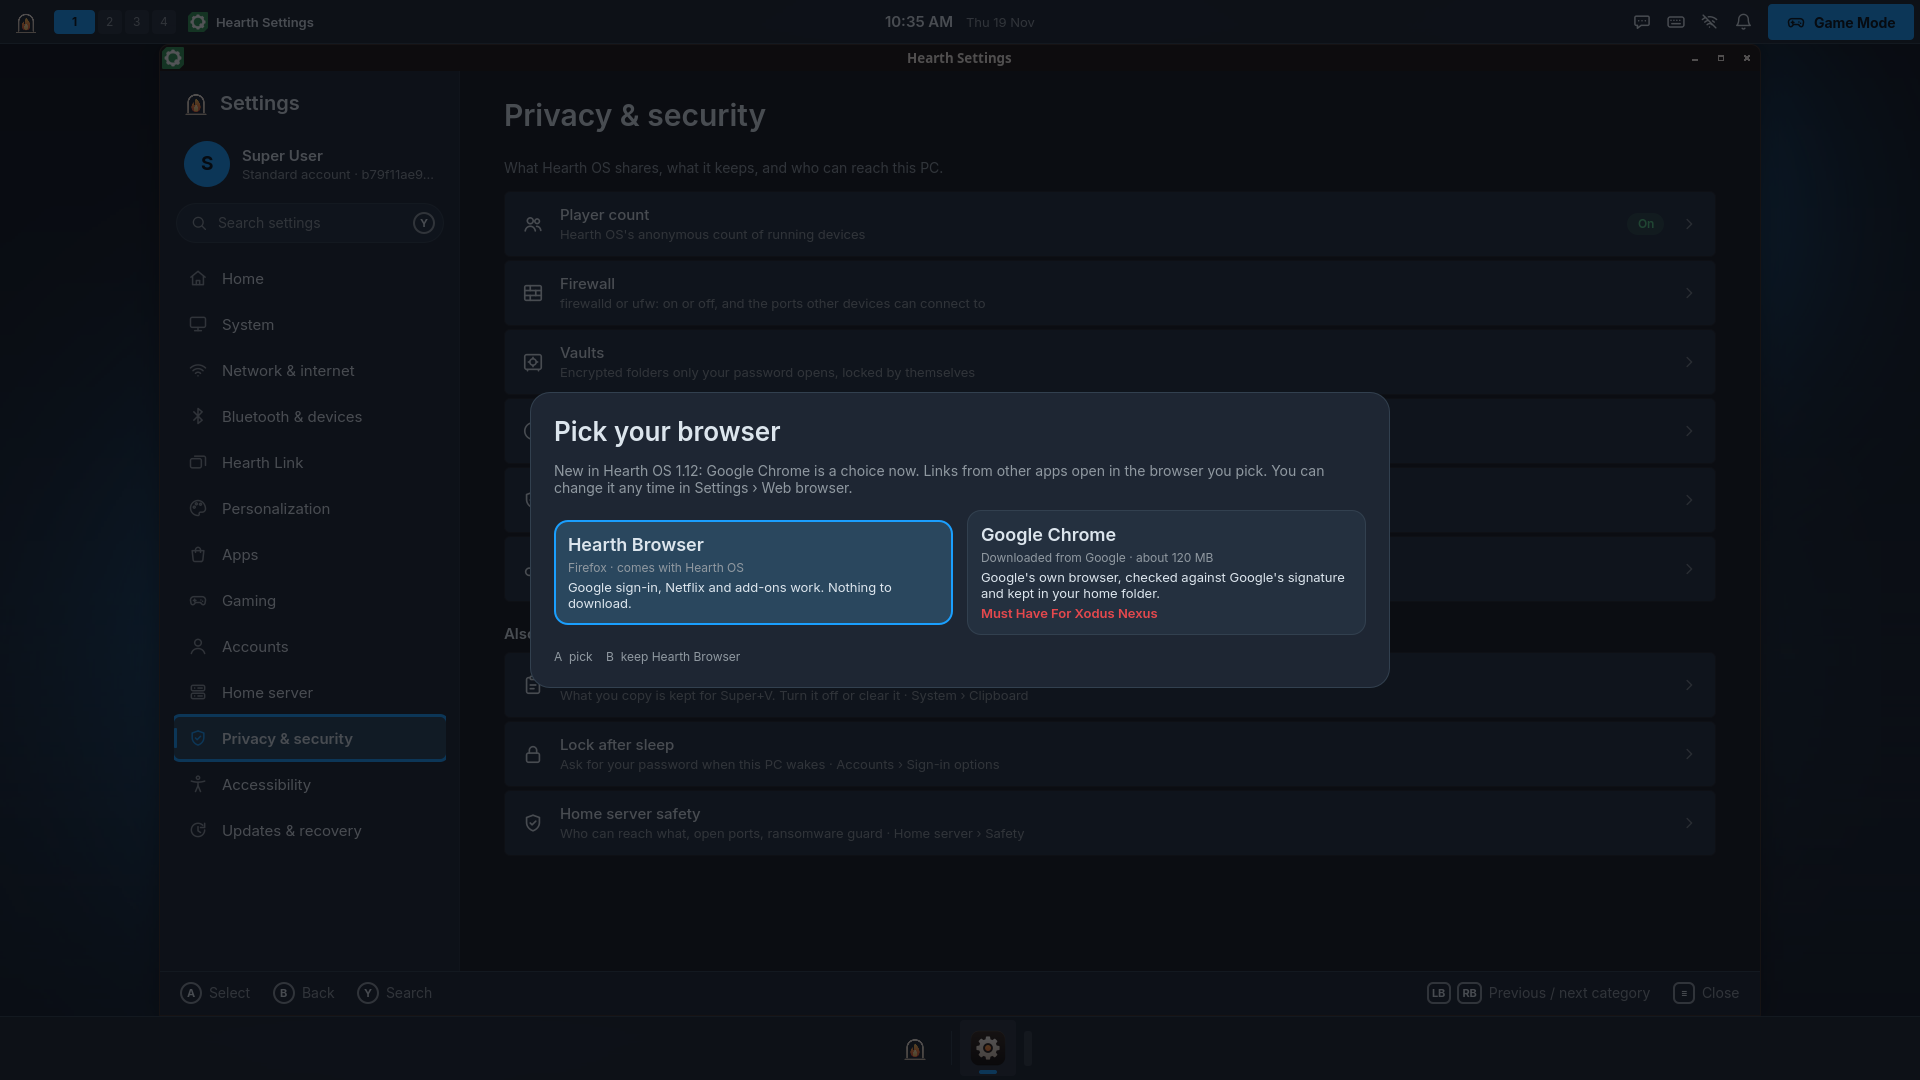 1 2 3 4 Hearth Settings
10:35 AM Thu 19 Nov
Game Mode
Hearth Settings
Settings
S
Super User
Standard account · b79f11ae9...
Search settings Y
Home
System
Network & internet
Bluetooth & devices
Hearth Link
Personalization
Apps
Gaming
Accounts
Home server
Privacy & security
Accessibility
Updates & recovery
Privacy & security
What Hearth OS shares, what it keeps, and who can reach this PC.
Player count
Hearth OS's anonymous count of running devices
On
Firewall
firewalld or ufw: on or off, and the ports other devices can connect to
Vaults
Encrypted folders only your password opens, locked by themselves
Pick your browser
New in Hearth OS 1.12: Google Chrome is a choice now. Links from other apps open in the browser you pick. You can
change it any time in Settings › Web browser.
Hearth Browser
Firefox · comes with Hearth OS
Google sign-in, Netflix and add-ons work. Nothing to
download.
Google Chrome
Downloaded from Google · about 120 MB
Google's own browser, checked against Google's signature
and kept in your home folder.
Must Have For Xodus Nexus
A pick B keep Hearth Browser
What you copy is kept for Super+V. Turn it off or clear it · System › Clipboard
Lock after sleep
Ask for your password when this PC wakes · Accounts › Sign-in options
Home server safety
Who can reach what, open ports, ransomware guard · Home server › Safety
A Select B Back Y Search
LB RB Previous / next category ≡ Close